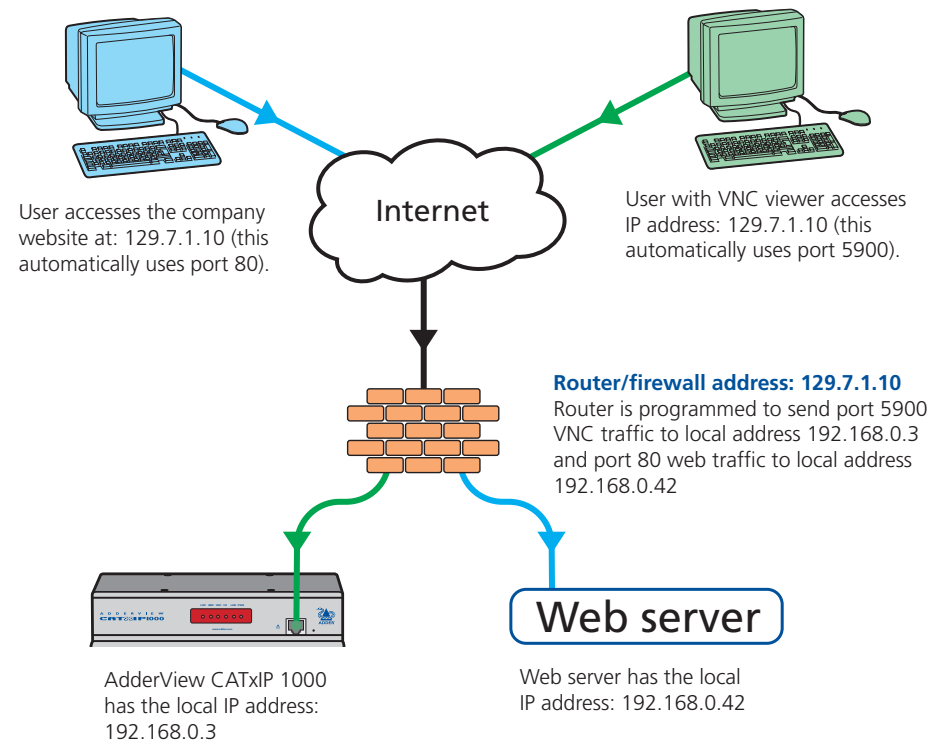 User accesses the company
website at: 129.7.1.10 (this
automatically uses port 80).
Internet
User with VNC viewer accesses
IP address: 129.7.1.10 (this
automatically uses port 5900).
Router/firewall address: 129.7.1.10
Router is programmed to send port 5900
VNC traffic to local address 192.168.0.3
and port 80 web traffic to local address
192.168.0.42
ADDERVIEW
CATxIP1000
ADDER
Web server
AdderView CATxIP 1000
has the local IP address:
192.168.0.3
Web server has the local
IP address: 192.168.0.42